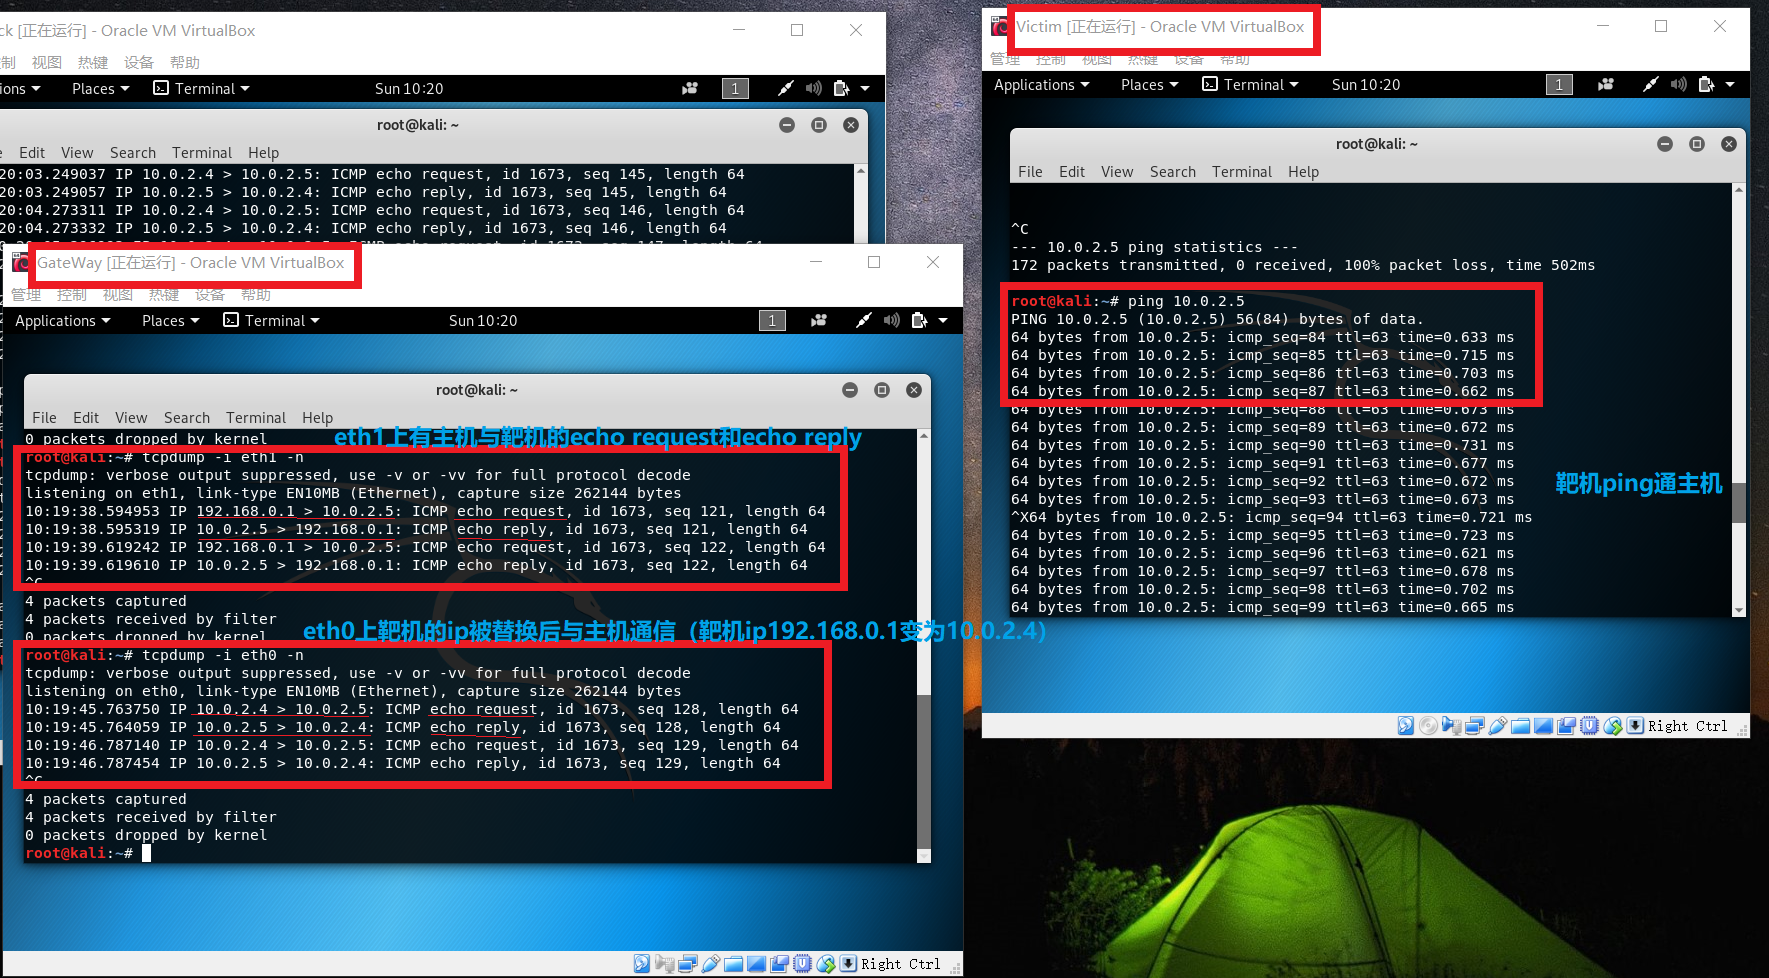 ck [正在运行] - Oracle VM VirtualBox
制 视图 热键 设备 帮助
ions Places Terminal Sun 10:20 1
root@kali: ~
Edit View Search Terminal Help
20:03.249037 IP 10.0.2.4 > 10.0.2.5: ICMP echo request, id 1673, seq 145, length 64
20:03.249057 IP 10.0.2.5 > 10.0.2.4: ICMP echo reply, id 1673, seq 145, length 64
20:04.273311 IP 10.0.2.4 > 10.0.2.5: ICMP echo request, id 1673, seq 146, length 64
20:04.273332 IP 10.0.2.5 > 10.0.2.4: ICMP echo reply, id 1673, seq 146, length 64
GateWay [正在运行] - Oracle VM VirtualBox
管理 控制 视图 热键 设备 帮助
Applications Places Terminal Sun 10:20 1
root@kali: ~
File Edit View Search Terminal Help
0 packets dropped by kernel
eth1上有主机与靶机的echo request和echo reply
root@kali:~# tcpdump -i eth1 -n
tcpdump: verbose output suppressed, use -v or -vv for full protocol decode
listening on eth1, link-type EN10MB (Ethernet), capture size 262144 bytes
10:19:38.594953 IP 192.168.0.1 > 10.0.2.5: ICMP echo request, id 1673, seq 121, length 64
10:19:38.595319 IP 10.0.2.5 > 192.168.0.1: ICMP echo reply, id 1673, seq 121, length 64
10:19:39.619242 IP 192.168.0.1 > 10.0.2.5: ICMP echo request, id 1673, seq 122, length 64
10:19:39.619610 IP 10.0.2.5 > 192.168.0.1: ICMP echo reply, id 1673, seq 122, length 64
^C
4 packets captured
4 packets received by filter
0 packets dropped by kernel
eth0上靶机的ip被替换后与主机通信（靶机ip192.168.0.1变为10.0.2.4）
root@kali:~# tcpdump -i eth0 -n
tcpdump: verbose output suppressed, use -v or -vv for full protocol decode
listening on eth0, link-type EN10MB (Ethernet), capture size 262144 bytes
10:19:45.763750 IP 10.0.2.4 > 10.0.2.5: ICMP echo request, id 1673, seq 128, length 64
10:19:45.764059 IP 10.0.2.5 > 10.0.2.4: ICMP echo reply, id 1673, seq 128, length 64
10:19:46.787140 IP 10.0.2.4 > 10.0.2.5: ICMP echo request, id 1673, seq 129, length 64
10:19:46.787454 IP 10.0.2.5 > 10.0.2.4: ICMP echo reply, id 1673, seq 129, length 64
^C
4 packets captured
4 packets received by filter
0 packets dropped by kernel
root@kali:~#
Right Ctrl
Victim [正在运行] - Oracle VM VirtualBox
管理 控制 视图 热键 设备 帮助
Applications Places Terminal Sun 10:20 1
root@kali: ~
File Edit View Search Terminal Help
^C
--- 10.0.2.5 ping statistics ---
172 packets transmitted, 0 received, 100% packet loss, time 502ms
root@kali:~# ping 10.0.2.5
PING 10.0.2.5 (10.0.2.5) 56(84) bytes of data.
64 bytes from 10.0.2.5: icmp_seq=84 ttl=63 time=0.633 ms
64 bytes from 10.0.2.5: icmp_seq=85 ttl=63 time=0.715 ms
64 bytes from 10.0.2.5: icmp_seq=86 ttl=63 time=0.703 ms
64 bytes from 10.0.2.5: icmp_seq=87 ttl=63 time=0.662 ms
64 bytes from 10.0.2.5: icmp_seq=88 ttl=63 time=0.673 ms
64 bytes from 10.0.2.5: icmp_seq=89 ttl=63 time=0.672 ms
64 bytes from 10.0.2.5: icmp_seq=90 ttl=63 time=0.731 ms
64 bytes from 10.0.2.5: icmp_seq=91 ttl=63 time=0.677 ms
64 bytes from 10.0.2.5: icmp_seq=92 ttl=63 time=0.672 ms
64 bytes from 10.0.2.5: icmp_seq=93 ttl=63 time=0.673 ms
^X64 bytes from 10.0.2.5: icmp_seq=94 ttl=63 time=0.721 ms
64 bytes from 10.0.2.5: icmp_seq=95 ttl=63 time=0.723 ms
64 bytes from 10.0.2.5: icmp_seq=96 ttl=63 time=0.621 ms
64 bytes from 10.0.2.5: icmp_seq=97 ttl=63 time=0.678 ms
64 bytes from 10.0.2.5: icmp_seq=98 ttl=63 time=0.702 ms
64 bytes from 10.0.2.5: icmp_seq=99 ttl=63 time=0.665 ms
靶机ping通主机
Right Ctrl